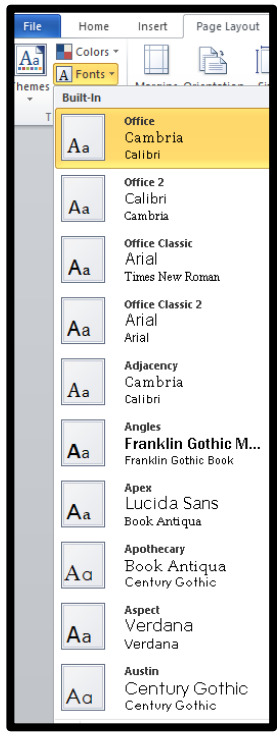 File Home Insert Page Layout
Aa Colors
Fonts
hemes
Built-In
Aa
Office
Cambria
Calibri
Aa
Office 2
Calibri
Cambria
Aa
Office Classic
Arial
Times New Roman
Aa
Office Classic 2
Arial
Arial
Aa
Adjacency
Cambria
Calibri
Aa
Angles
Franklin Gothic M...
Franklin Gothic Book
Aa
Apex
Lucida Sans
Book Antiqua
Aa
Apothecary
Book Antiqua
Century Gothic
Aa
Aspect
Verdana
Verdana
Aa
Austin
Century Gothic
Century Gothic